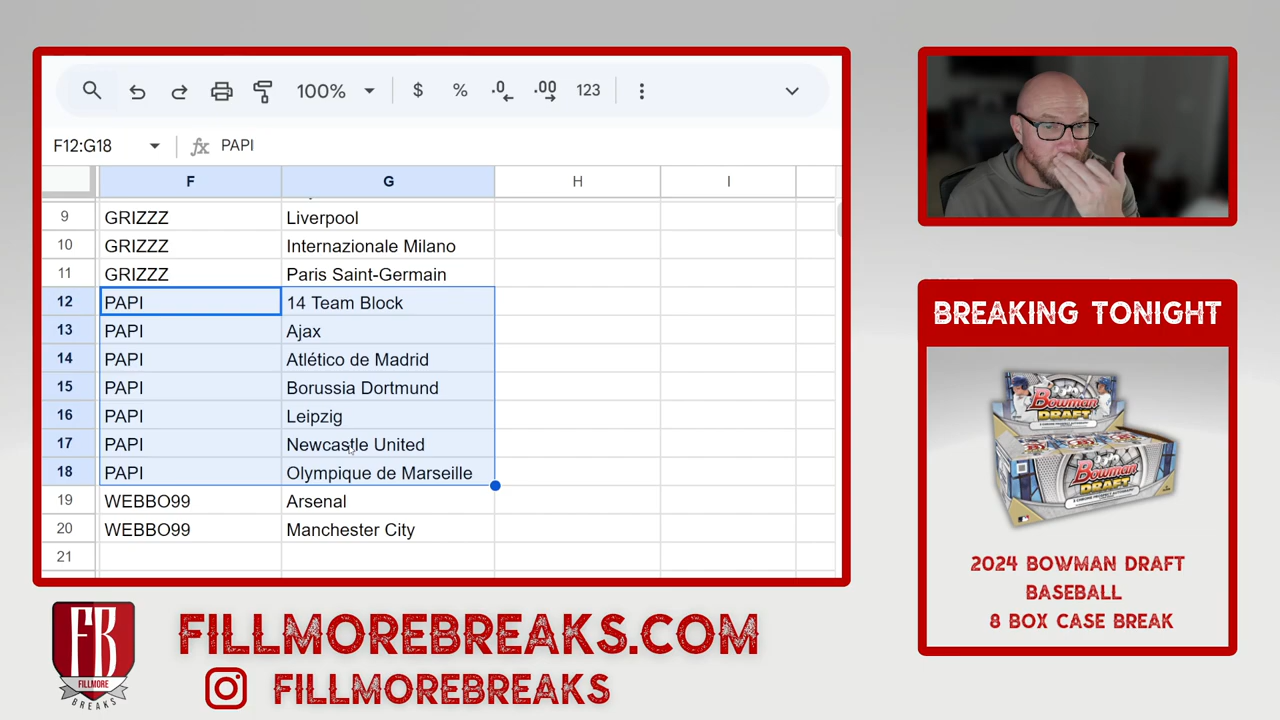 100% $ % .0 .00 123
F12:G18 fx PAPI
F G H I
9 GRIZZZ Liverpool
10 GRIZZZ Internazionale Milano
11 GRIZZZ Paris Saint-Germain
12 PAPI 14 Team Block
13 PAPI Ajax
14 PAPI Atlético de Madrid
15 PAPI Borussia Dortmund
16 PAPI Leipzig
17 PAPI Newcastle United
18 PAPI Olympique de Marseille
19 WEBBO99 Arsenal
20 WEBBO99 Manchester City
21
BREAKING TONIGHT
Bowman
DRAFT
Bowman
DRAFT
2024 BOWMAN DRAFT
BASEBALL
8 BOX CASE BREAK
FB
FILLMORE
BREAKS
FILLMOREBREAKS.COM
FILLMOREBREAKS